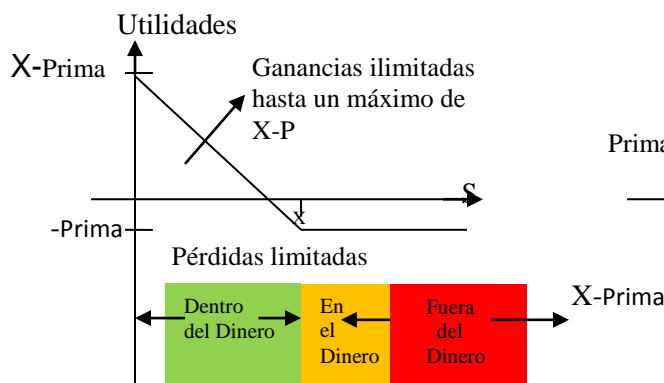 Utilidades
X-Prima
Ganancias ilimitadas
hasta un máximo de
X-P
Prima
S
x
-Prima
Pérdidas limitadas
X-Prima
Dentro
del Dinero
En
el
Dinero
Fuera
del
Dinero